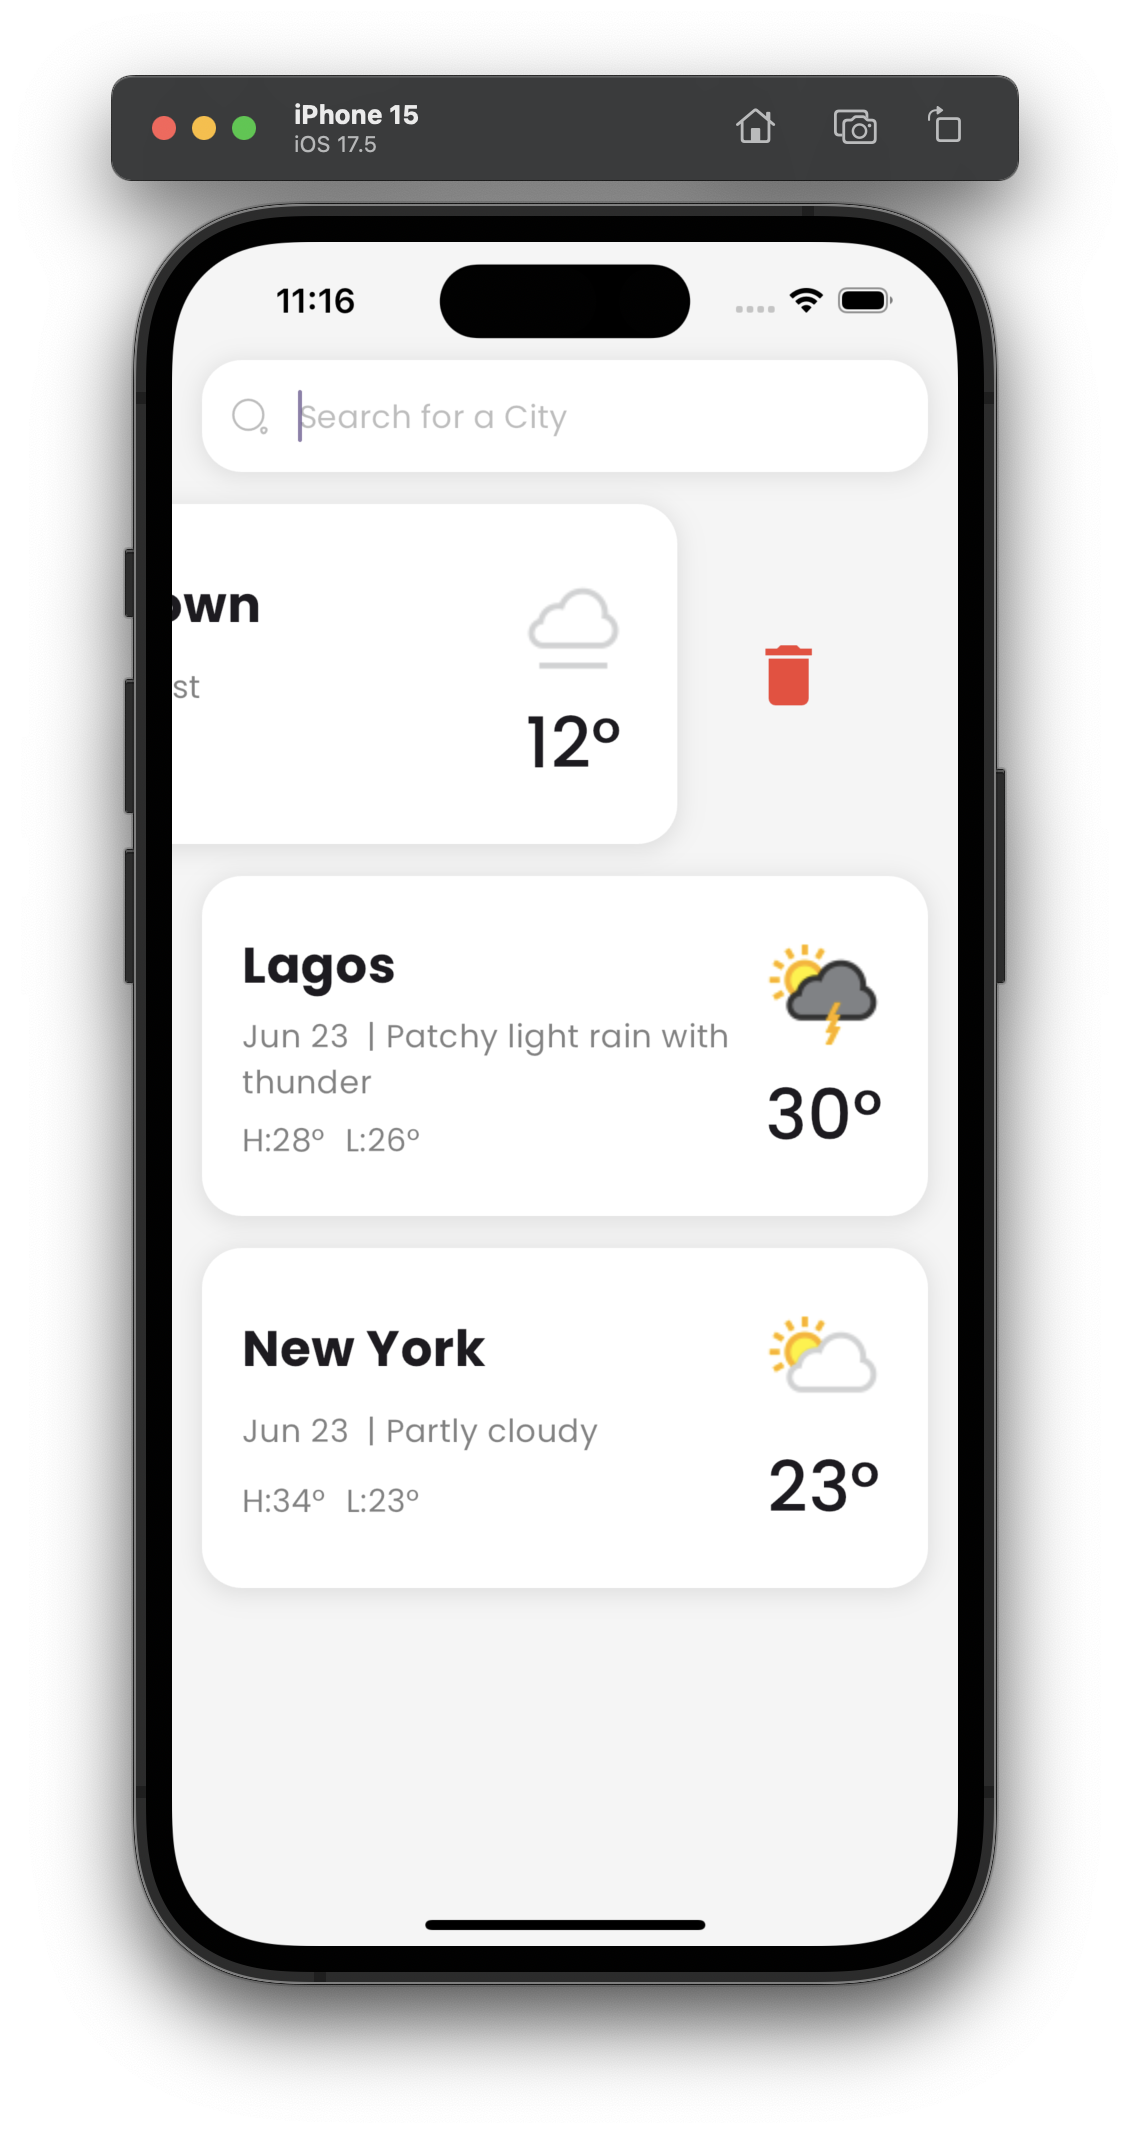 iPhone 15
iOS 17.5
11:16
Search for a City
own
st
12°
Lagos
Jun 23 | Patchy light rain with
thunder
H:28° L:26°
30°
New York
Jun 23 | Partly cloudy
H:34° L:23°
23°